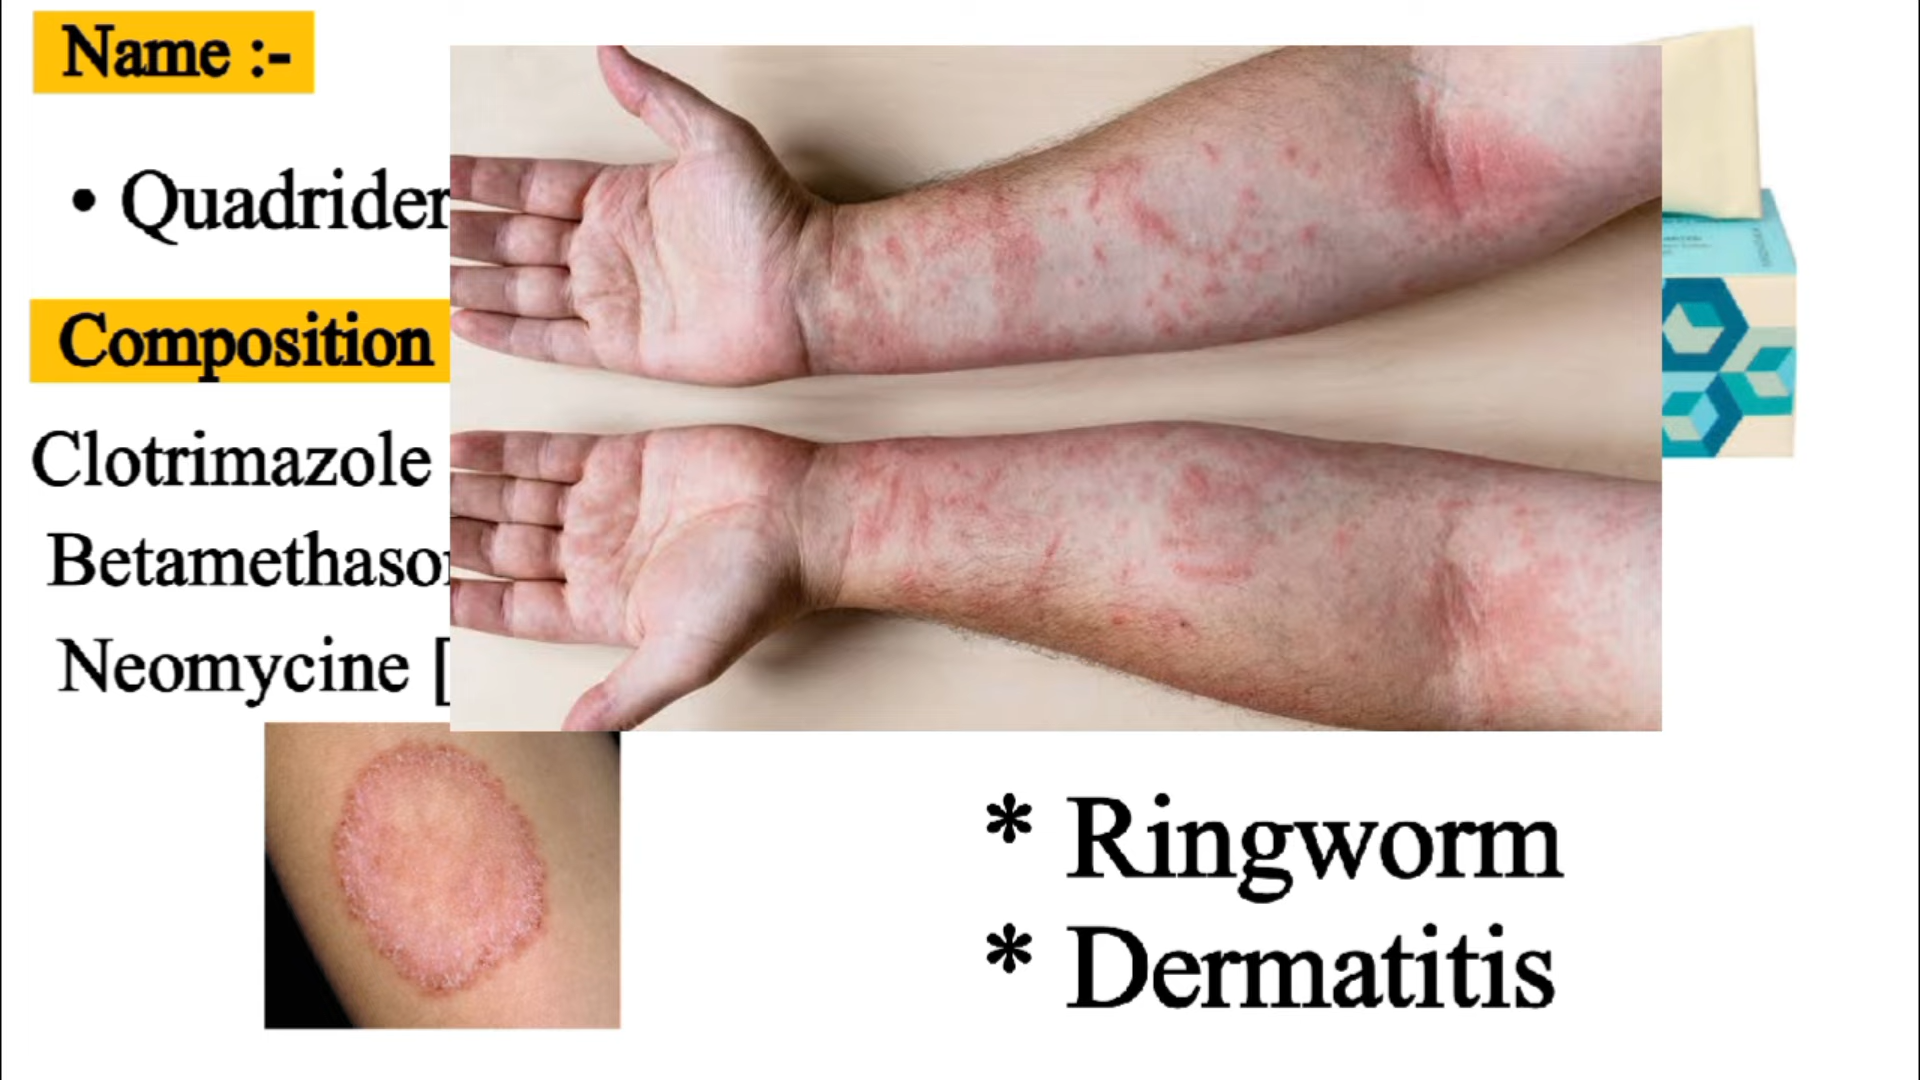 Name :-
• Quadrider
Composition
Clotrimazole
Betamethaso
Neomycine [
* Ringworm
* Dermatitis